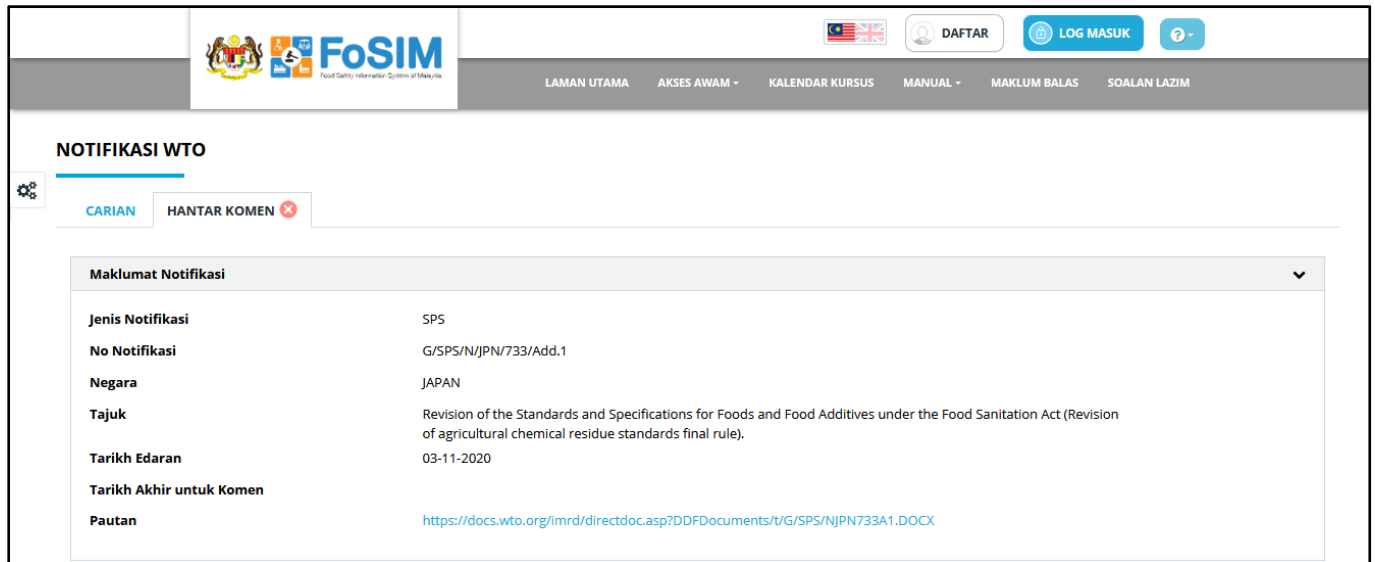 DAFTAR
LOG MASUK
?
FoSIM
Food Safety Information System of Malaysia
LAMAN UTAMA AKSES AWAM KALENDAR KURSUS MANUAL MAKLUM BALAS SOALAN LAZIM
NOTIFIKASI WTO
CARIAN HANTAR KOMEN
Maklumat Notifikasi
Jenis Notifikasi SPS
No Notifikasi G/SPS/N/JPN/733/Add.1
Negara JAPAN
Tajuk Revision of the Standards and Specifications for Foods and Food Additives under the Food Sanitation Act (Revision
of agricultural chemical residue standards final rule).
Tarikh Edaran 03-11-2020
Tarikh Akhir untuk Komen
Pautan https://docs.wto.org/imrd/directdoc.asp?DDFDocuments/t/G/SPS/NJPN733A1.DOCX